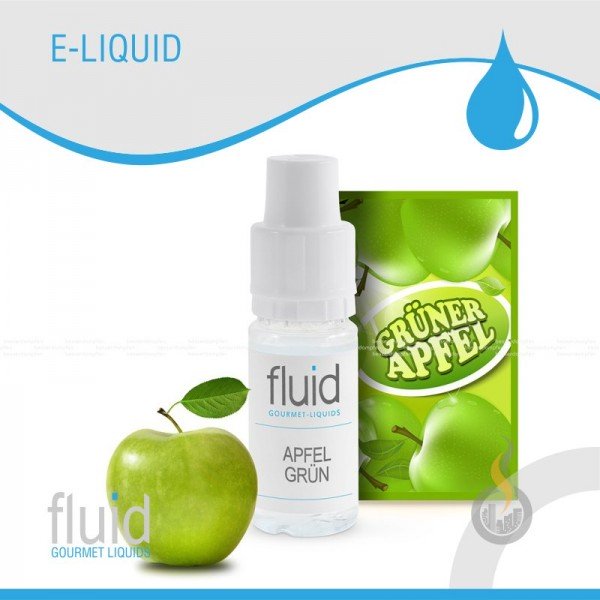 E-LIQUID
GRÜNER
APFEL
fluid
GOURMET-LIQUIDS
APFEL
GRÜN
fluid
GOURMET LIQUIDS